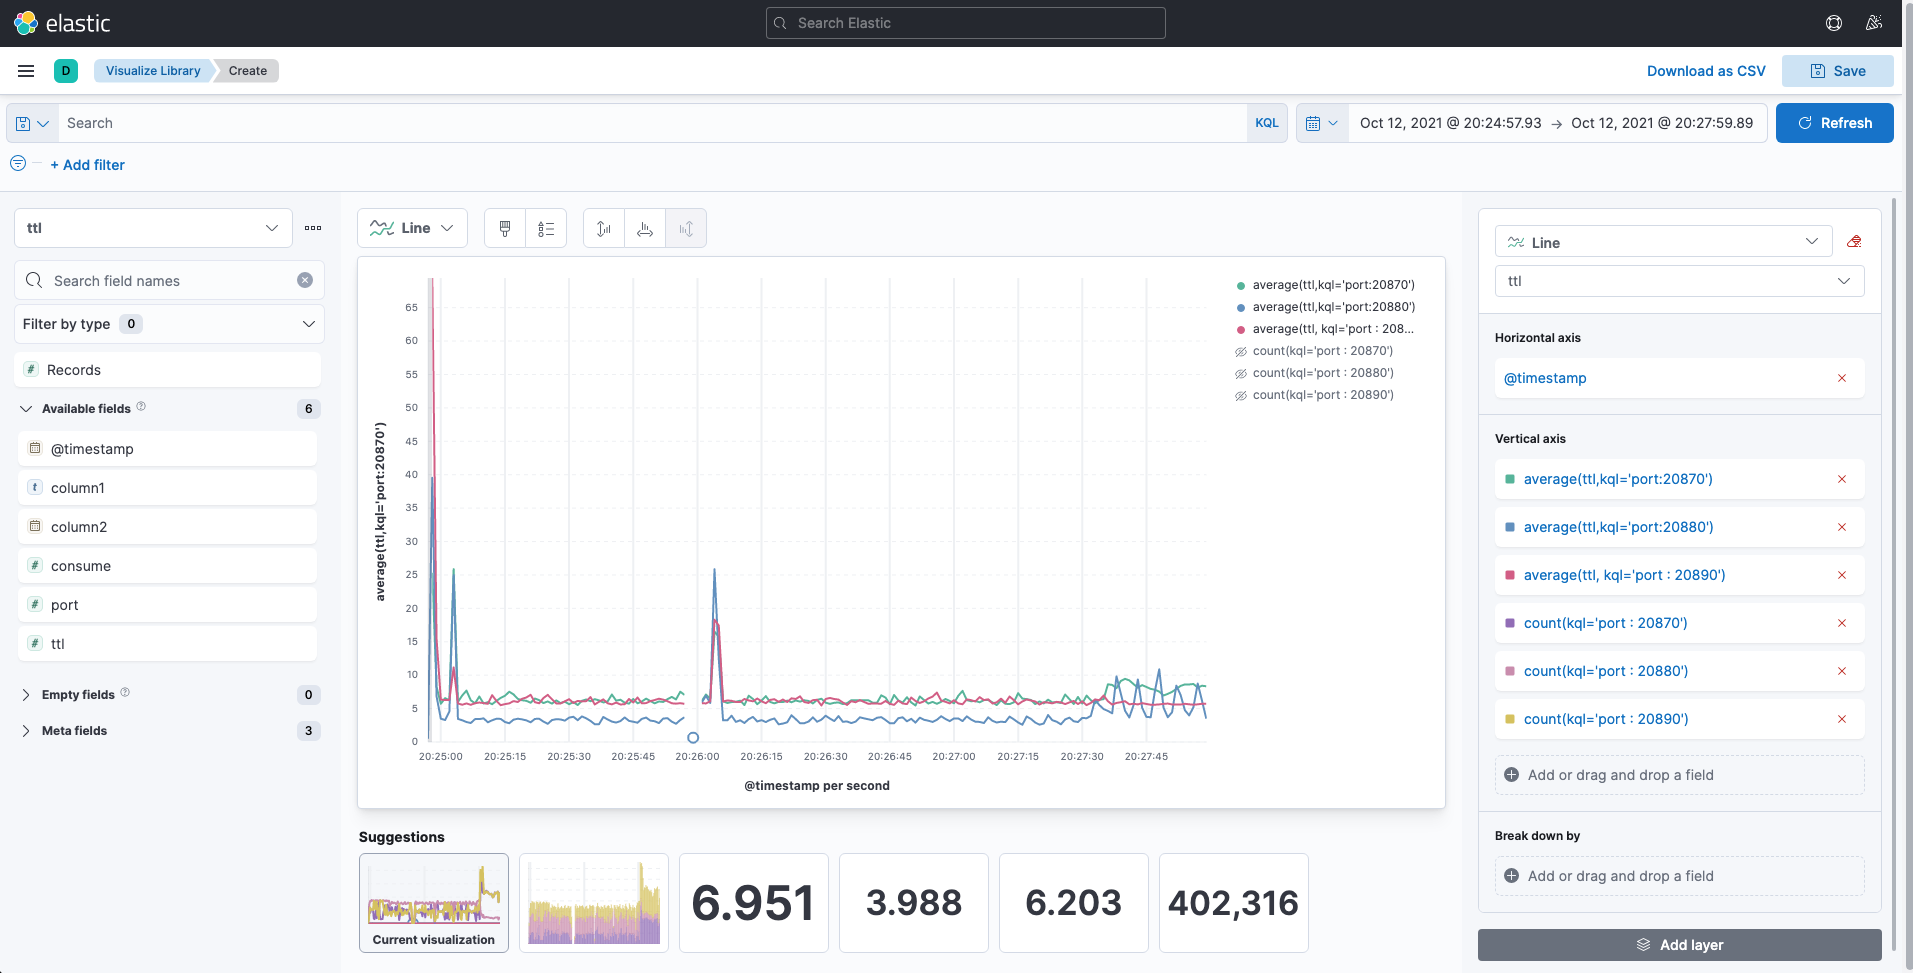 elastic
Search Elastic
D
Visualize Library
Create
Download as CSV
Save
Search
KQL
Oct 12, 2021 @ 20:24:57.93 → Oct 12, 2021 @ 20:27:59.89
Refresh
+ Add filter
ttl
Search field names
Filter by type 0
# Records
Available fields 6
@timestamp
t column1
column2
# consume
# port
# ttl
Empty fields 0
Meta fields 3
Line
average(ttl,kql='port:20870')
65
60
55
50
45
40
35
30
25
20
15
10
5
0
20:25:00 20:25:15 20:25:30 20:25:45 20:26:00 20:26:15 20:26:30 20:26:45 20:27:00 20:27:15 20:27:30 20:27:45
@timestamp per second
average(ttl,kql='port:20870')
average(ttl,kql='port:20880')
average(ttl, kql='port : 208...
count(kql='port : 20870')
count(kql='port : 20880')
count(kql='port : 20890')
Suggestions
Current visualization
6.951
3.988
6.203
402,316
Line
ttl
Horizontal axis
@timestamp
Vertical axis
average(ttl,kql='port:20870')
average(ttl,kql='port:20880')
average(ttl, kql='port : 20890')
count(kql='port : 20870')
count(kql='port : 20880')
count(kql='port : 20890')
Add or drag and drop a field
Break down by
Add or drag and drop a field
Add layer